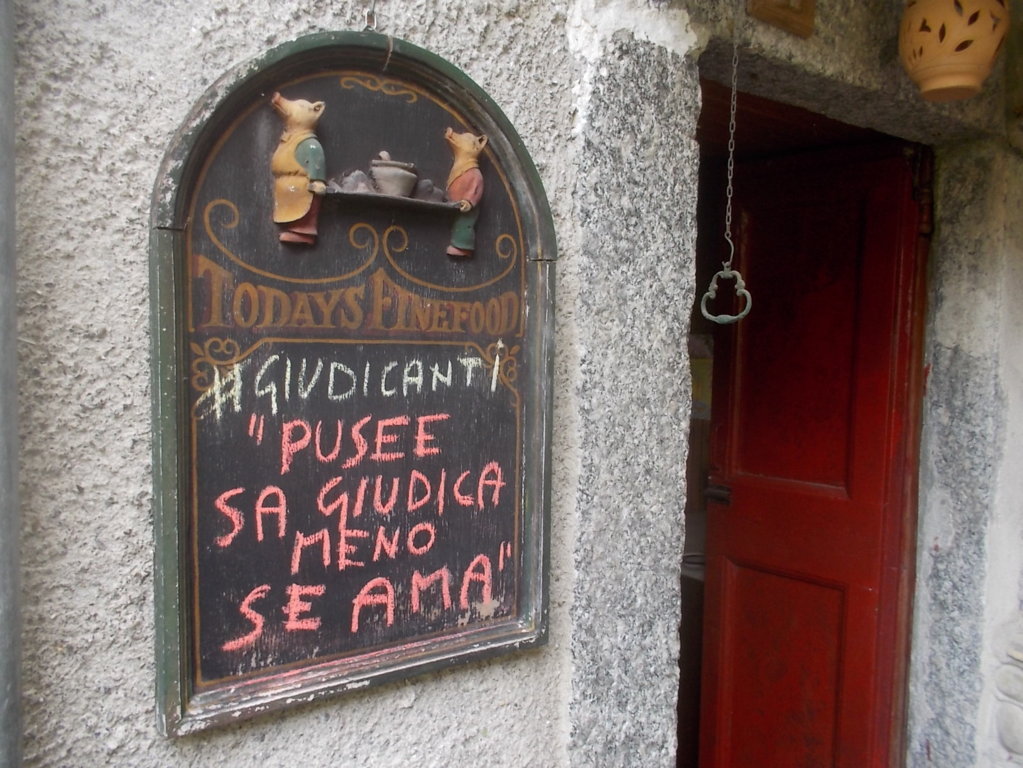 TODAYS FINEFOOD
#GIUDICANTI
"PUSEE
SA GIUDICA
MENO
SE AMA"